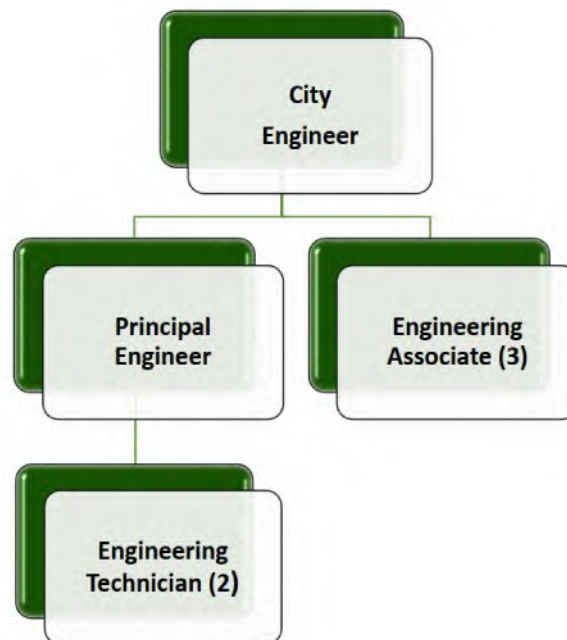 City
Engineer
Principal
Engineer
Engineering
Associate (3)
Engineering
Technician (2)